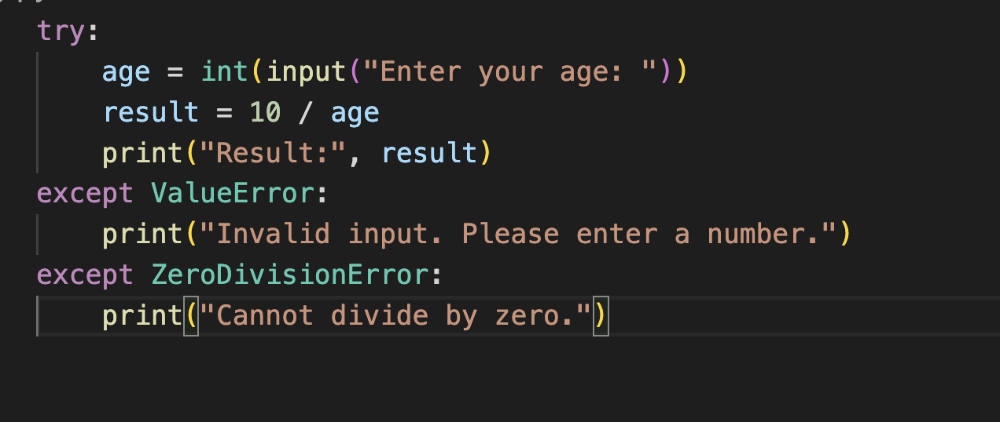 try:
    age = int(input("Enter your age: "))
    result = 10 / age
    print("Result:", result)
except ValueError:
    print("Invalid input. Please enter a number.")
except ZeroDivisionError:
    print("Cannot divide by zero.")